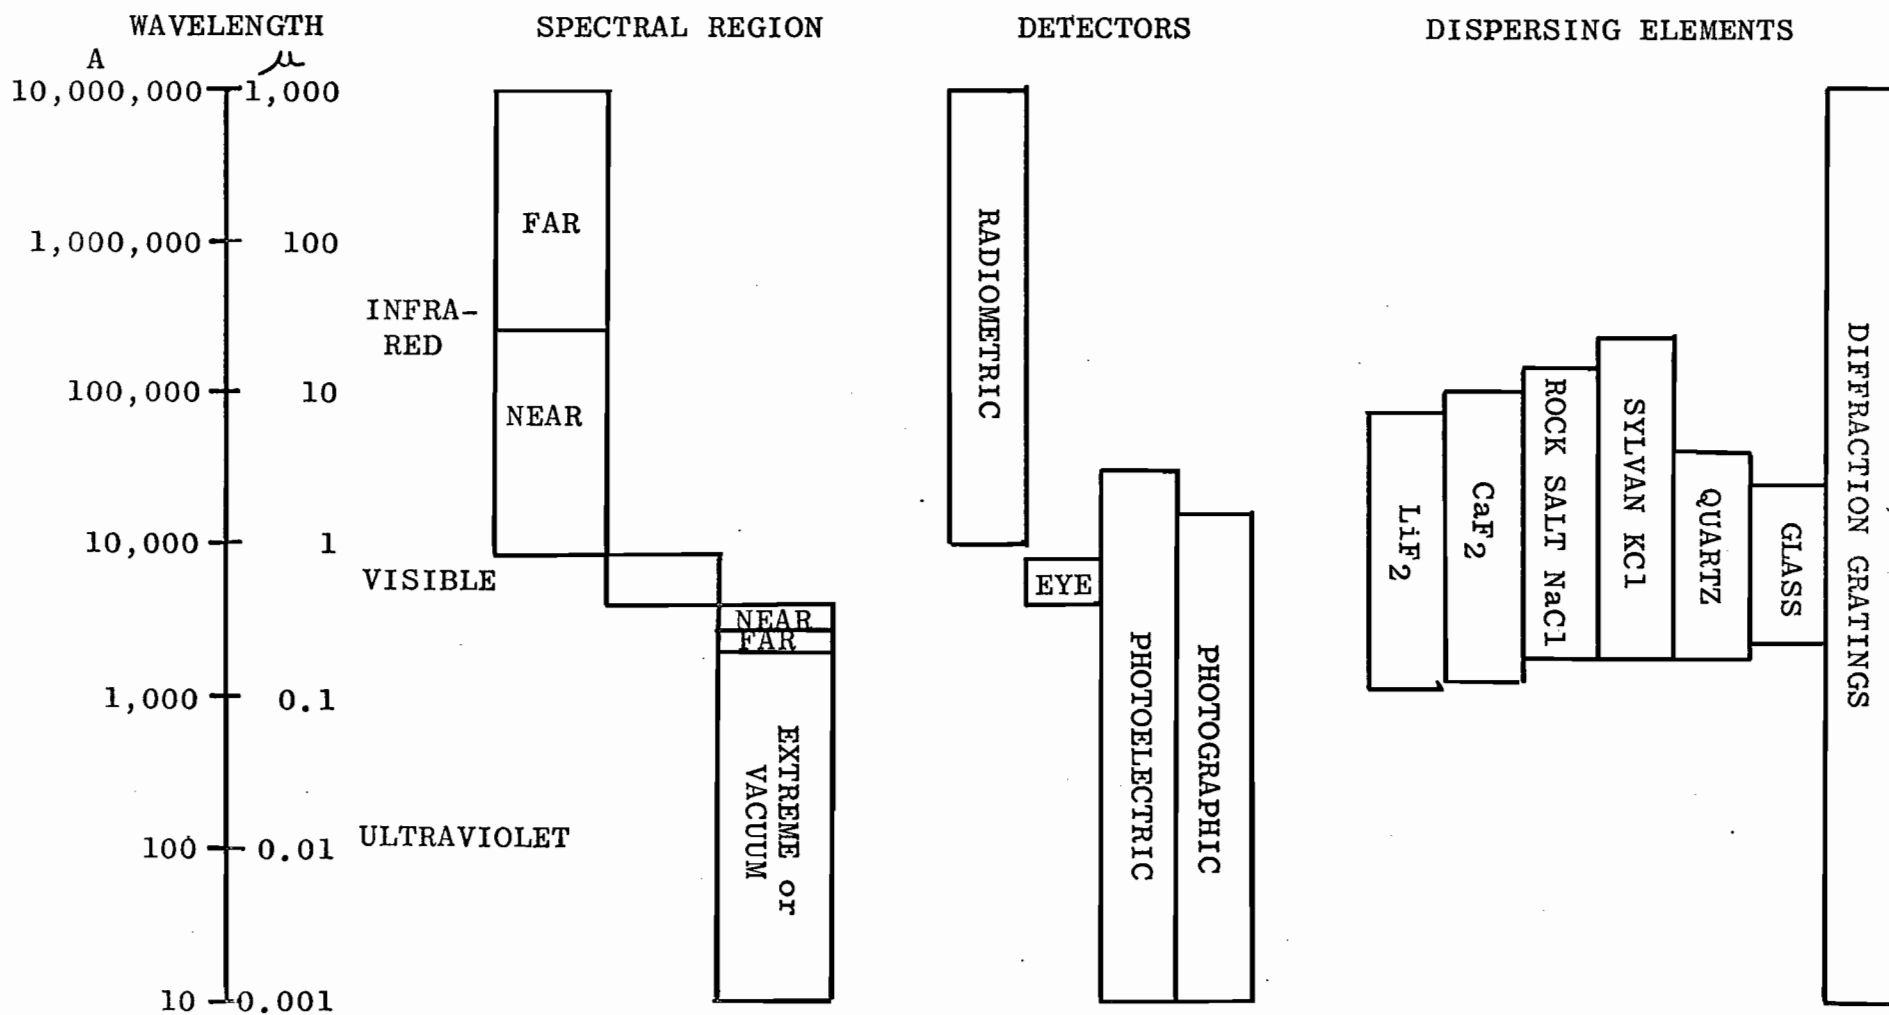 WAVELENGTH
A μ
SPECTRAL REGION
DETECTORS
DISPERSING ELEMENTS
10,000,000 1,000
1,000,000 100
100,000 10
10,000 1
1,000 0.1
100 0.01
10 0.001
INFRA-
RED
VISIBLE
ULTRAVIOLET
FAR
NEAR
NEAR
FAR
EXTREME or
VACUUM
RADIOMETRIC
EYE
PHOTOELECTRIC
PHOTOGRAPHIC
LiF2
CaF2
ROCK SALT NaCl
SYLVAN KCl
QUARTZ
GLASS
DIFFRACTION GRATINGS